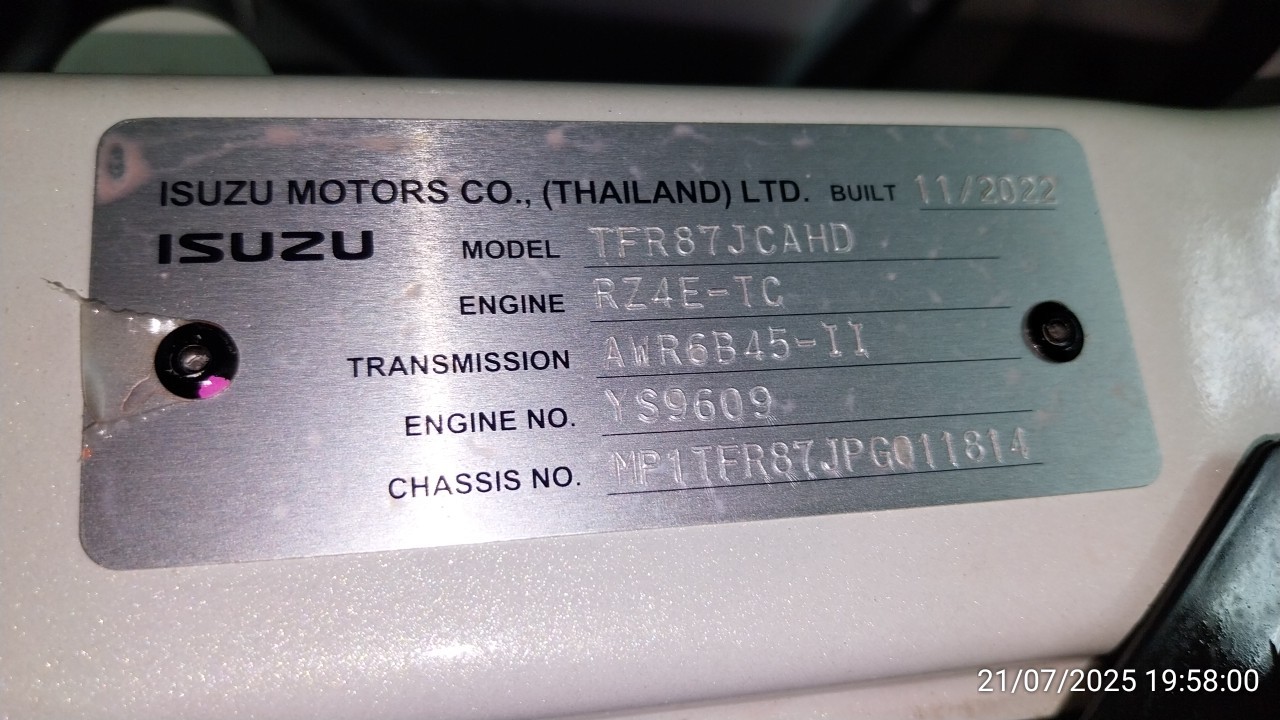 ISUZU MOTORS CO., (THAILAND) LTD. BUILT 11/2022
ISUZU MODEL TFR87JCAHD
ENGINE RZ4E-TC
TRANSMISSION AWR6B45-II
ENGINE NO. YS9609
CHASSIS NO. MP1TFR87JPG011814
21/07/2025 19:58:00